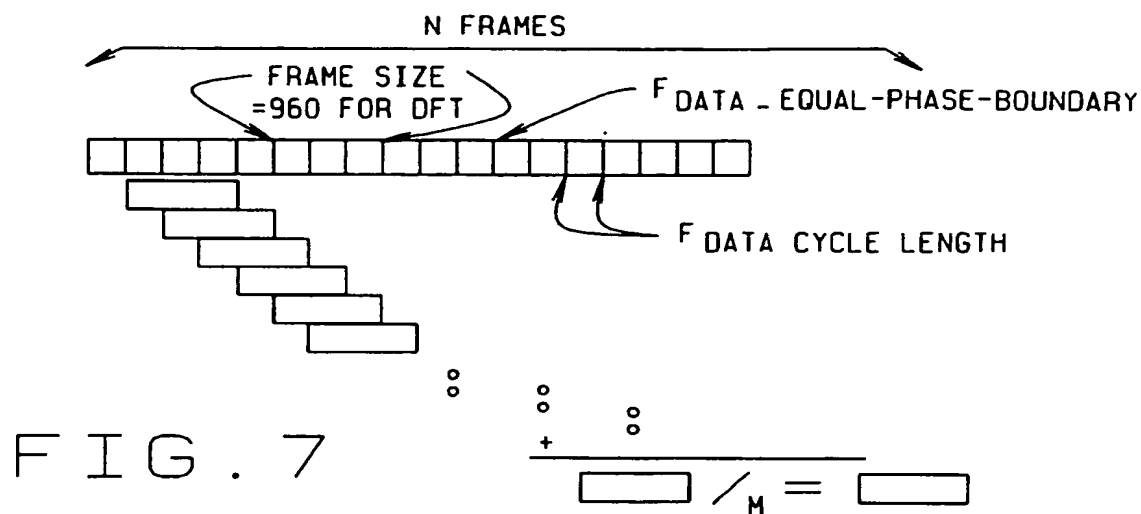 N FRAMES
FRAME SIZE
=960 FOR DFT
F DATA _ EQUAL-PHASE-BOUNDARY
F DATA CYCLE LENGTH
+
/M =
FIG. 7